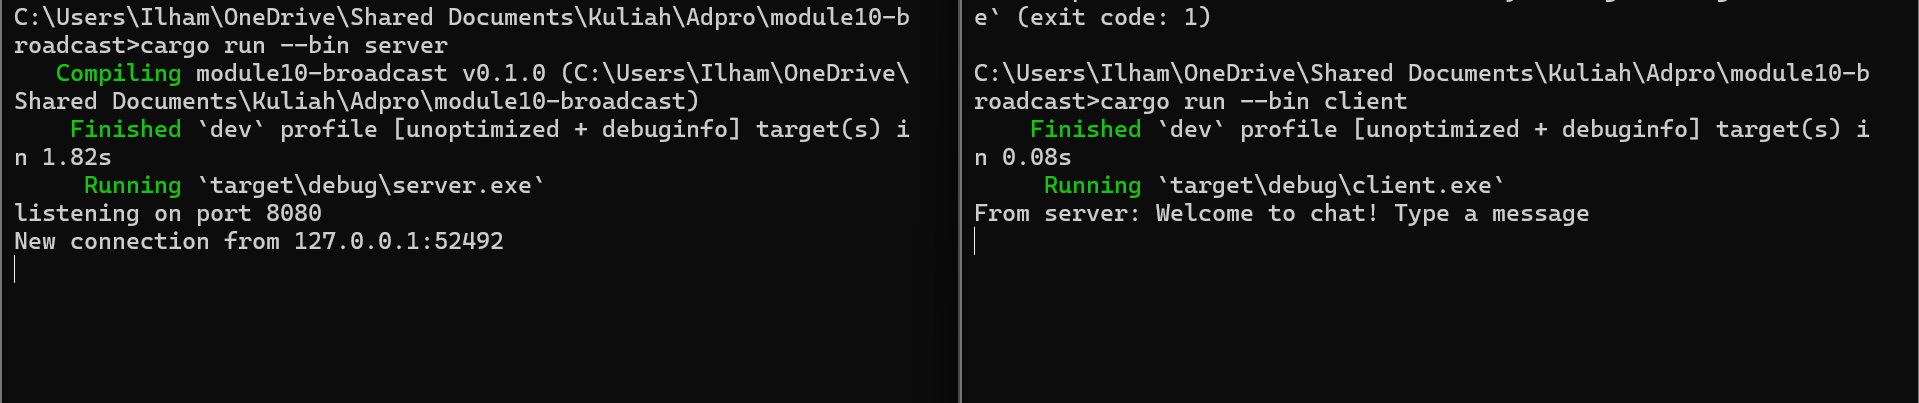 C:\Users\Ilham\OneDrive\Shared Documents\Kuliah\Adpro\module10-b
roadcast>cargo run --bin server
   Compiling module10-broadcast v0.1.0 (C:\Users\Ilham\OneDrive\
Shared Documents\Kuliah\Adpro\module10-broadcast)
    Finished `dev` profile [unoptimized + debuginfo] target(s) i
n 1.82s
     Running `target\debug\server.exe`
listening on port 8080
New connection from 127.0.0.1:52492
e` (exit code: 1)
C:\Users\Ilham\OneDrive\Shared Documents\Kuliah\Adpro\module10-b
roadcast>cargo run --bin client
    Finished `dev` profile [unoptimized + debuginfo] target(s) i
n 0.08s
     Running `target\debug\client.exe`
From server: Welcome to chat! Type a message